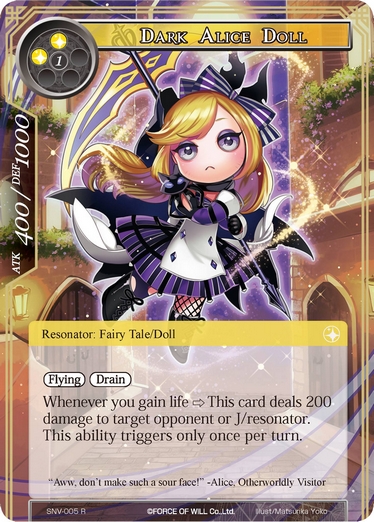 Dark Alice Doll
1
ATK 400 / DEF 1000
Resonator: Fairy Tale/Doll
Flying Drain
Whenever you gain life ⇨ This card deals 200
damage to target opponent or J/resonator.
This ability triggers only once per turn.
“Aww, don’t make such a sour face!” -Alice, Otherworldly Visitor
SNV-005 R ©FORCE OF WILL Co.,Ltd. Illust/Matsurika Yoko